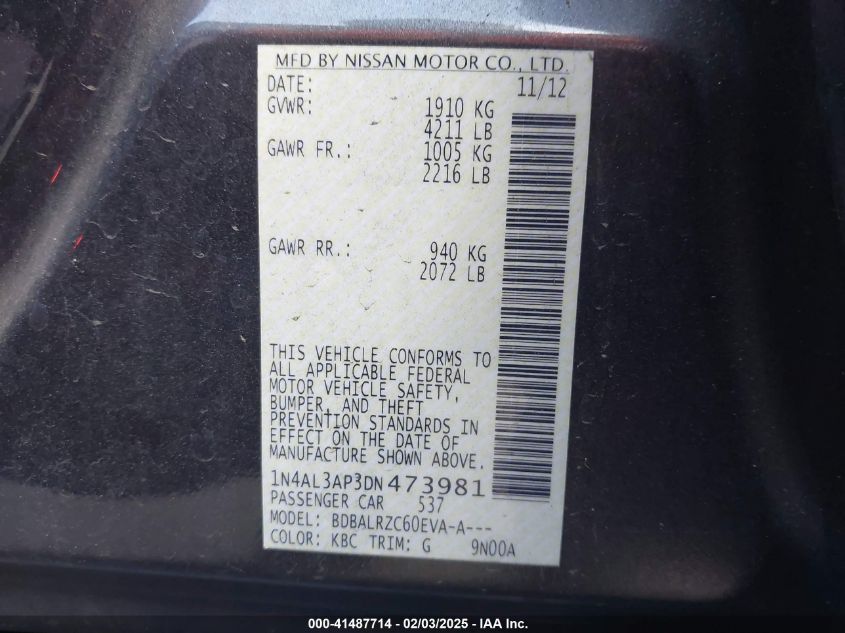 MFD BY NISSAN MOTOR CO., LTD.
DATE: 11/12
GVWR: 1910 KG
4211 LB
GAWR FR.: 1005 KG
2216 LB
GAWR RR.: 940 KG
2072 LB
THIS VEHICLE CONFORMS TO
ALL APPLICABLE FEDERAL
MOTOR VEHICLE SAFETY,
BUMPER, AND THEFT
PREVENTION STANDARDS IN
EFFECT ON THE DATE OF
MANUFACTURE SHOWN ABOVE.
1N4AL3AP3DN473981
PASSENGER CAR 537
MODEL: BDBALRZC60EVA-A---
COLOR: KBC TRIM: G 9N00A
000-41487714 - 02/03/2025 - IAA Inc.